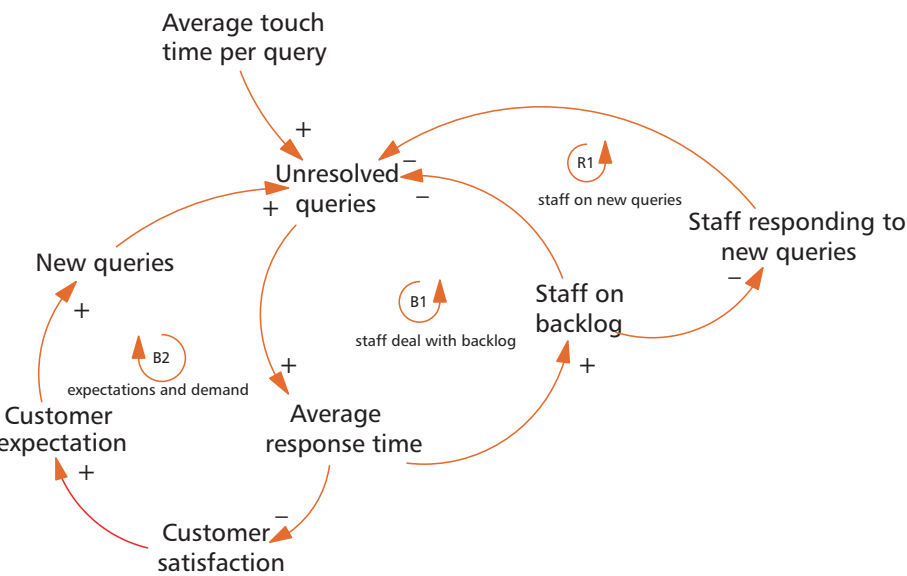 Average touch
time per query
+
R1
staff on new queries
Unresolved
queries
+
−
−
Staff responding to
new queries
−
New queries
+
B1
staff deal with backlog
Staff on
backlog
+
B2
expectations and demand
+
Average
response time
Customer
expectation
+
−
Customer
satisfaction